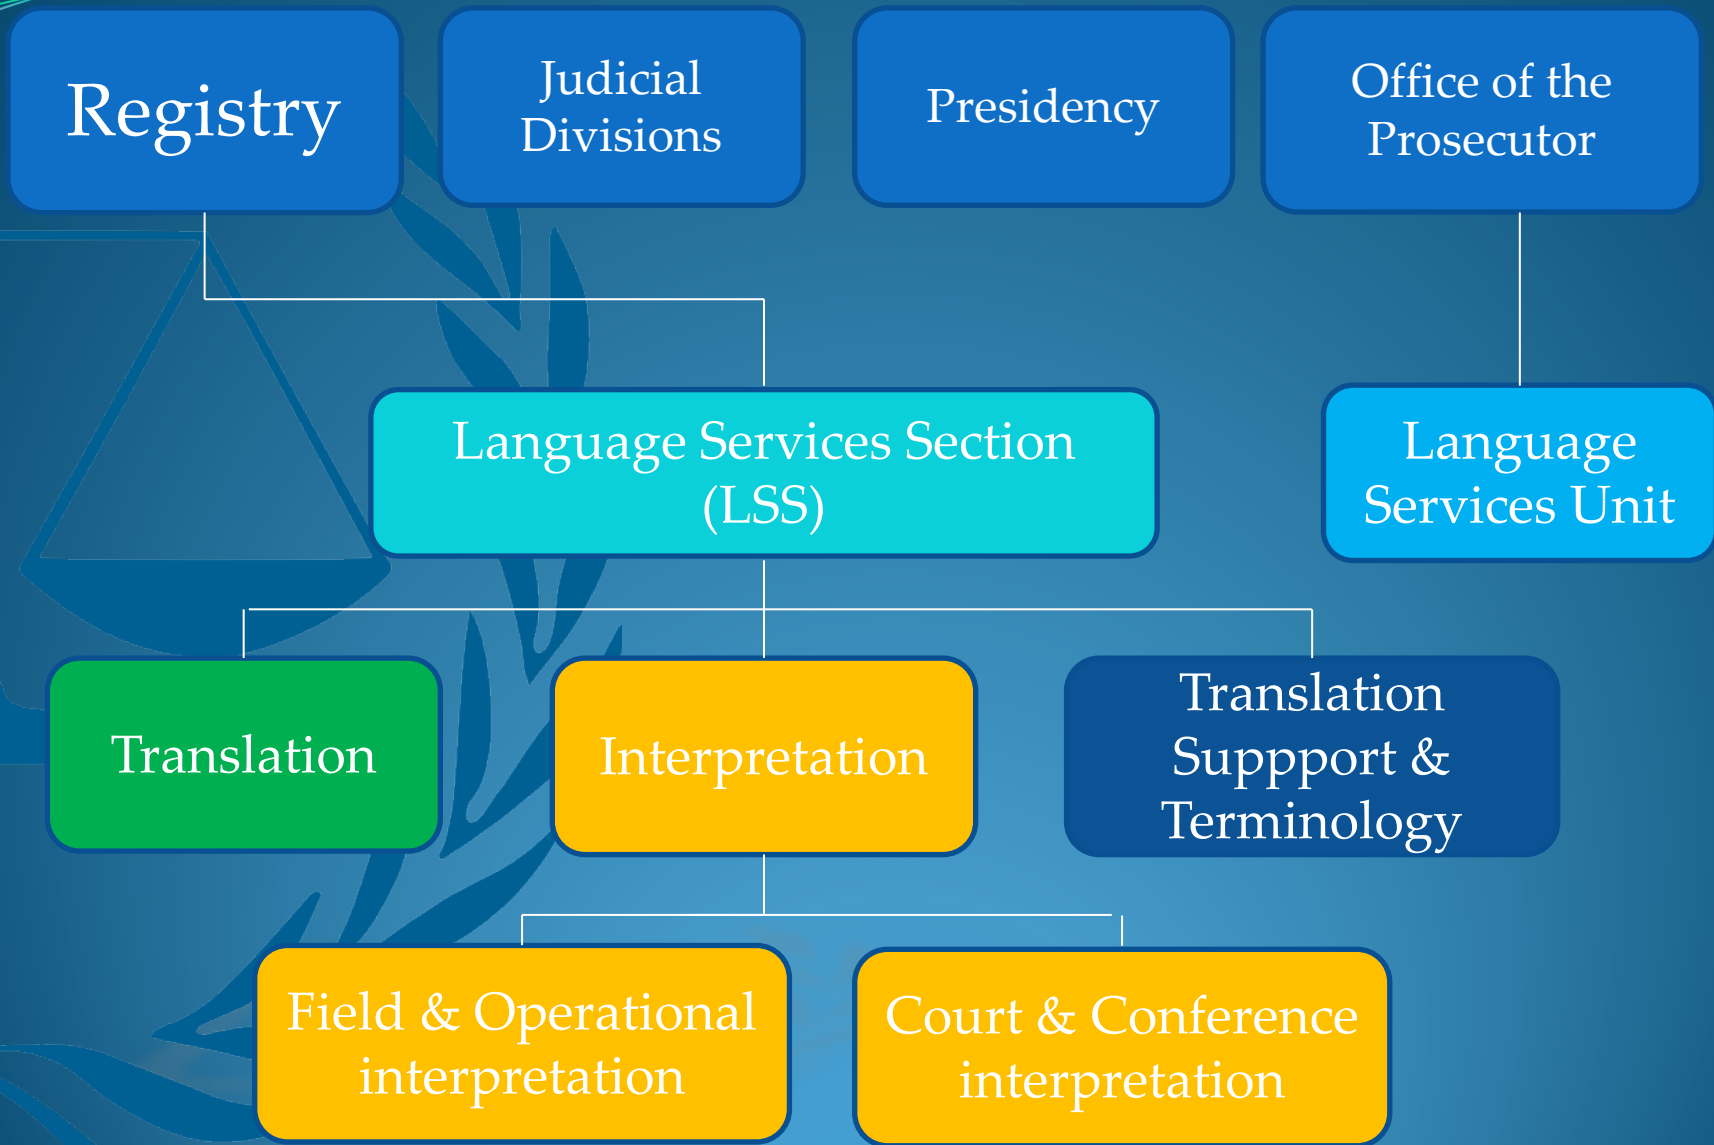 Registry
Judicial
Divisions
Presidency
Office of the
Prosecutor
Language Services Section
(LSS)
Language
Services Unit
Translation
Interpretation
Translation
Suppport &
Terminology
Field & Operational
interpretation
Court & Conference
interpretation